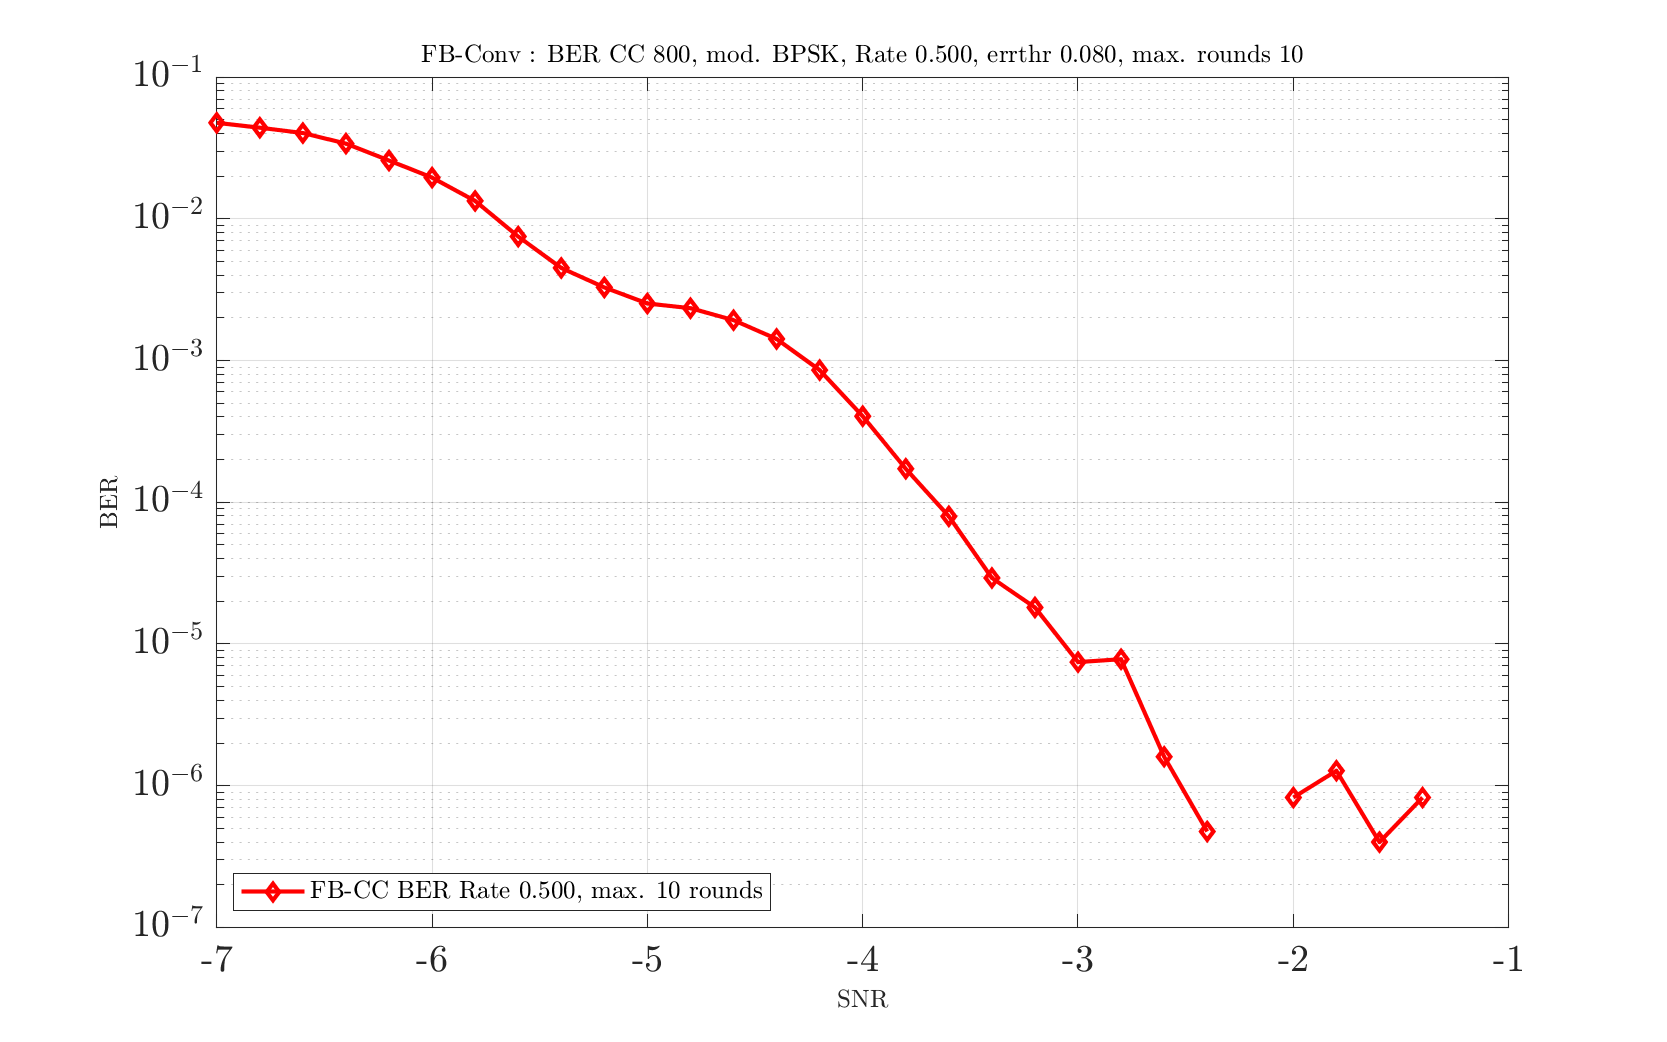 FB-Conv : BER CC 800, mod. BPSK, Rate 0.500, errthr 0.080, max. rounds 10
10^{-1}
10^{-2}
10^{-3}
10^{-4}
BER
10^{-5}
10^{-6}
FB-CC BER Rate 0.500, max. 10 rounds
10^{-7}
-7 -6 -5 -4 -3 -2 -1
SNR